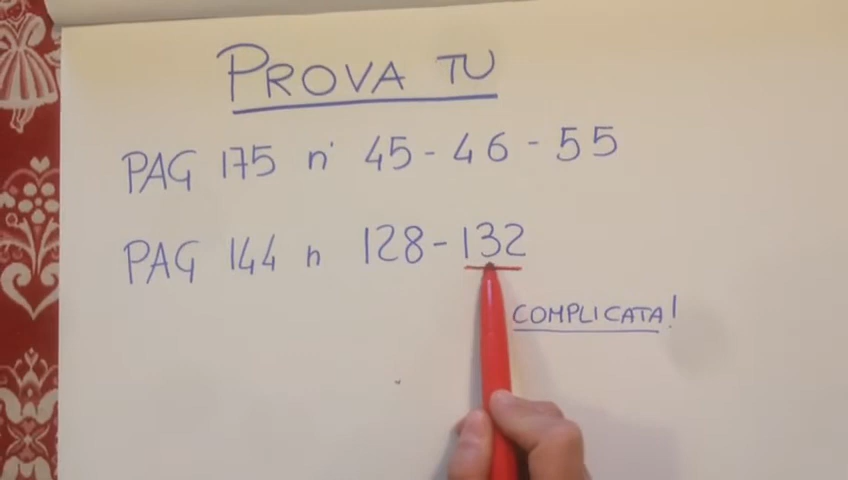 PROVA TU
PAG 175 n° 45 - 46 - 55
PAG 144 n 128 - 132
COMPLICATA!